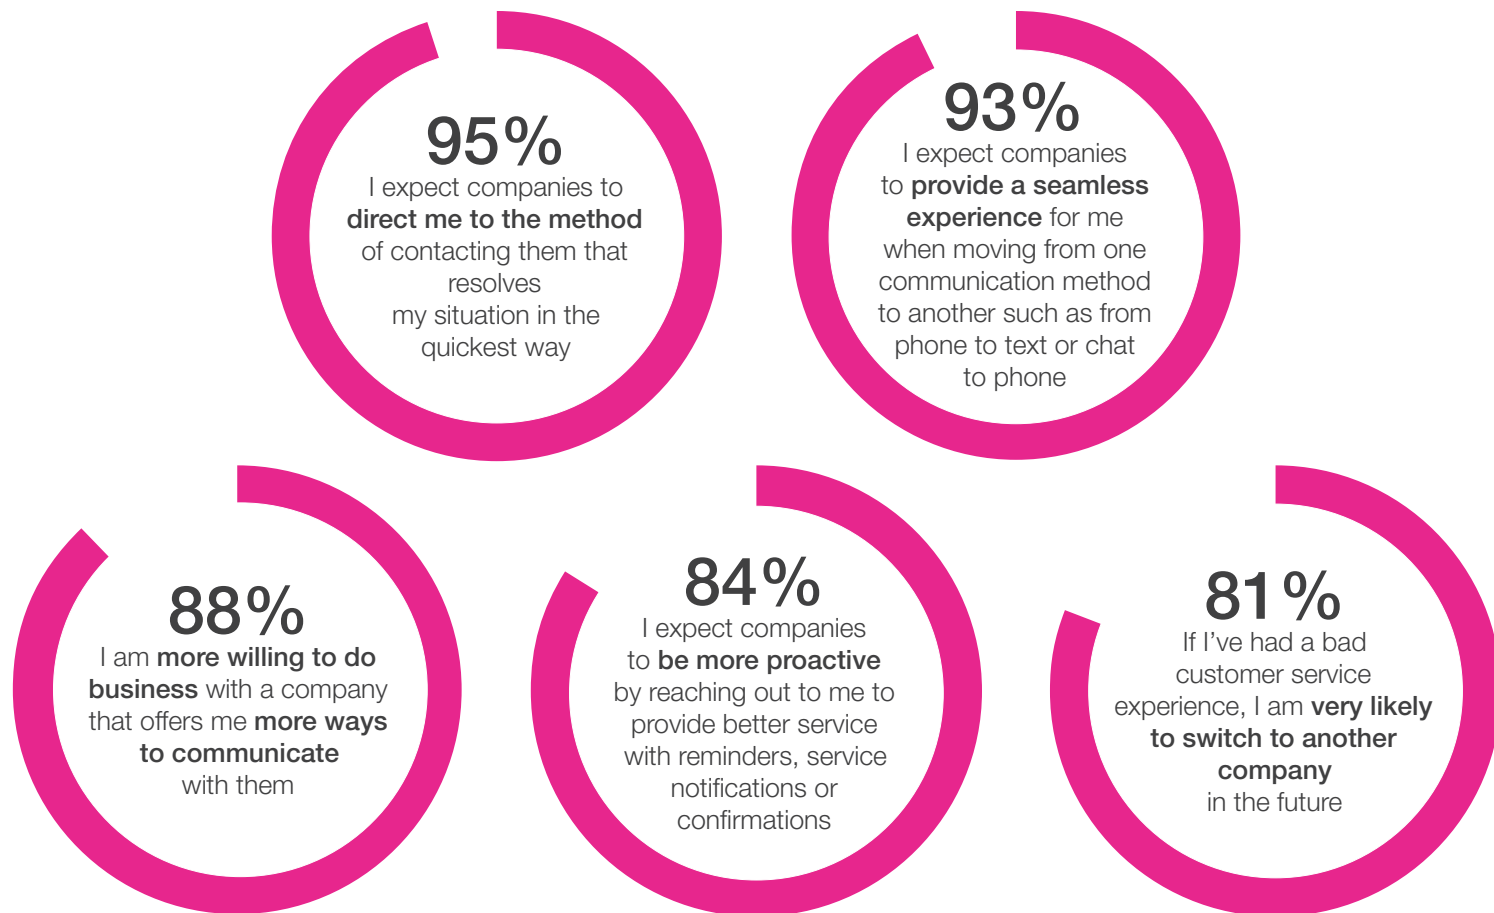 95%
I expect companies to
direct me to the method
of contacting them that
resolves
my situation in the
quickest way
93%
I expect companies
to provide a seamless
experience for me
when moving from one
communication method
to another such as from
phone to text or chat
to phone
88%
I am more willing to do
business with a company
that offers me more ways
to communicate
with them
84%
I expect companies
to be more proactive
by reaching out to me to
provide better service
with reminders, service
notifications or
confirmations
81%
If I’ve had a bad
customer service
experience, I am very likely
to switch to another
company
in the future